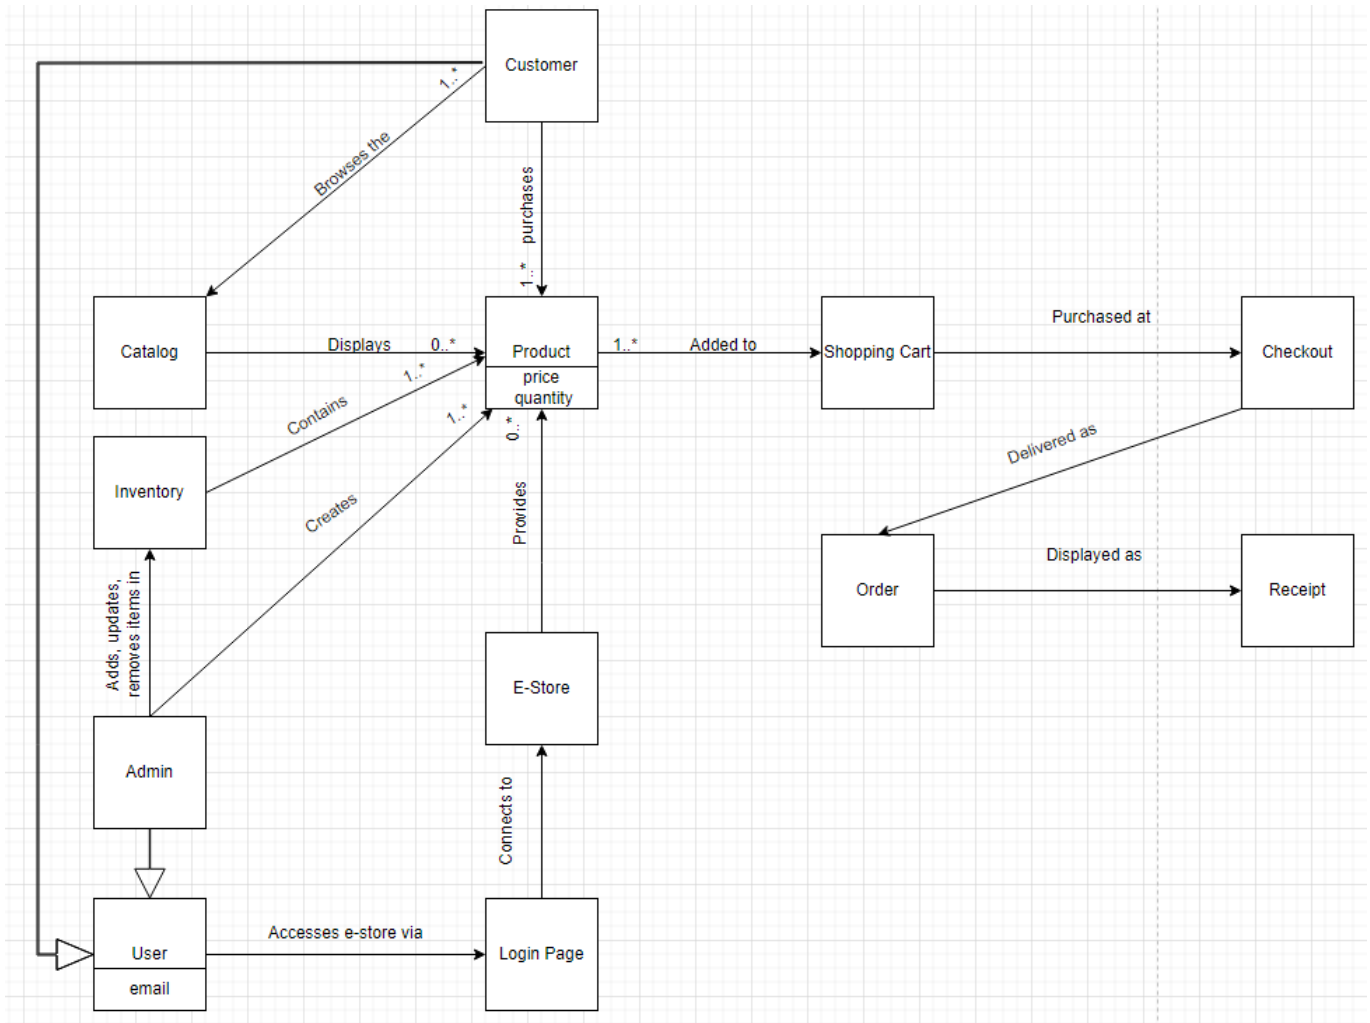 Customer
1..*
Browses the
purchases
1..*
Catalog
Displays
0..*
Product
price
quantity
1..*
Added to
Shopping Cart
Purchased at
Checkout
1..*
Contains
Inventory
1..*
Creates
0..*
Provides
Delivered as
Order
Displayed as
Receipt
Adds, updates,
removes items in
E-Store
Admin
Connects to
User
email
Accesses e-store via
Login Page